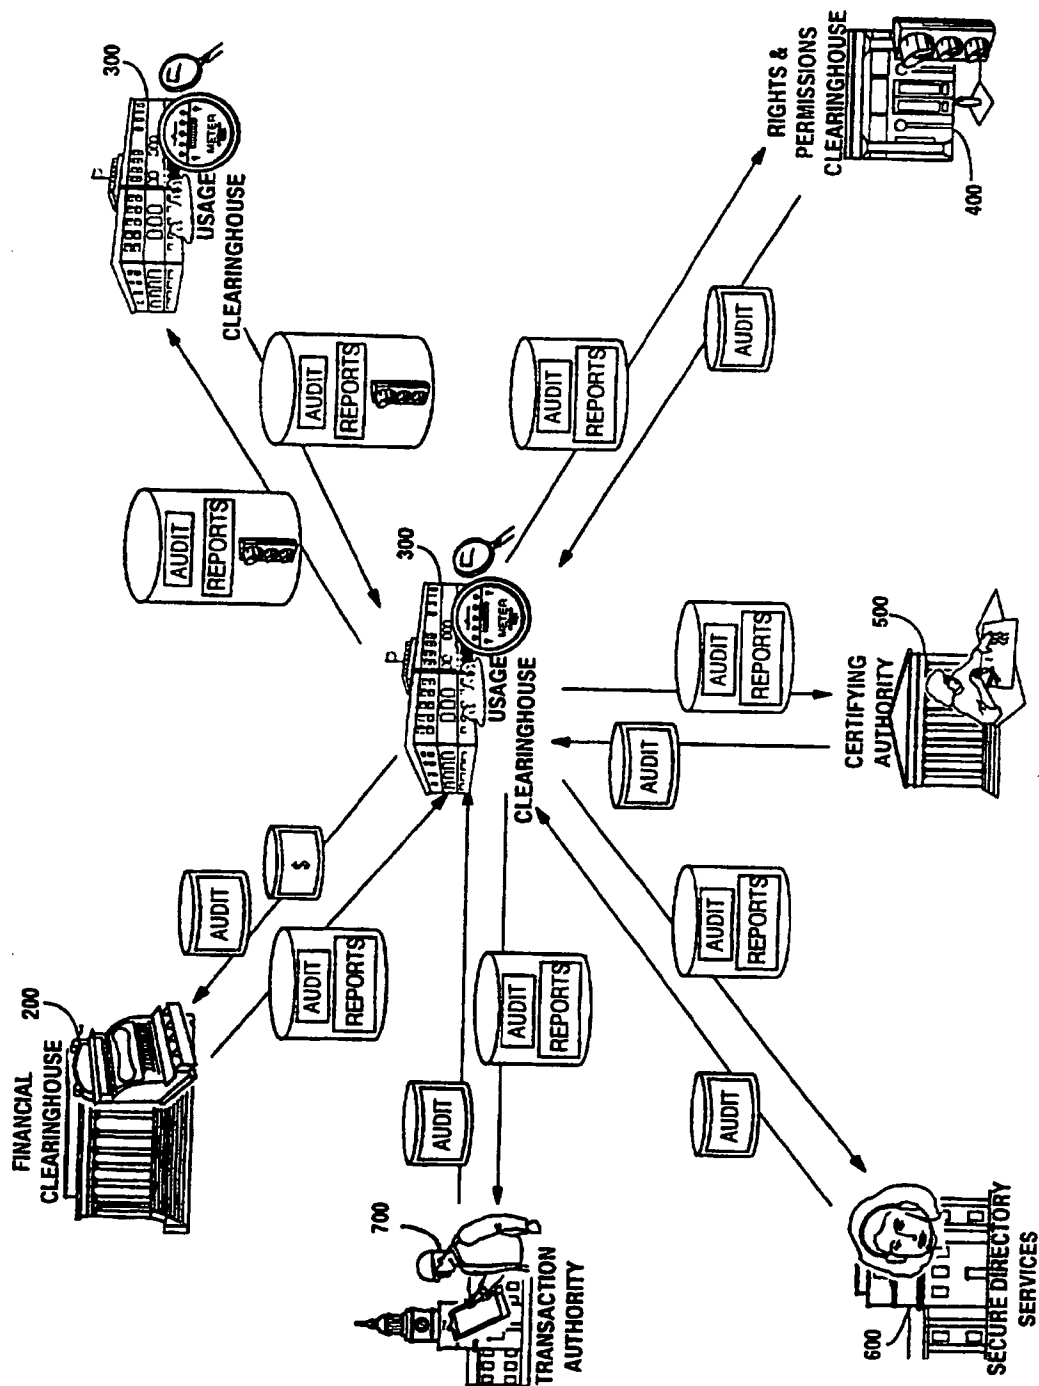 FINANCIAL
CLEARINGHOUSE
200
AUDIT
$
AUDIT
REPORTS
AUDIT
REPORTS
AUDIT
REPORTS
300
METER
USAGE
CLEARINGHOUSE
700
TRANSACTION
AUTHORITY
AUDIT
AUDIT
REPORTS
300
METER
USAGE
CLEARINGHOUSE
AUDIT
REPORTS
AUDIT
600
SECURE DIRECTORY
SERVICES
AUDIT
AUDIT
REPORTS
AUDIT
AUDIT
REPORTS
CERTIFYING
AUTHORITY
500
RIGHTS &
PERMISSIONS
CLEARINGHOUSE
400